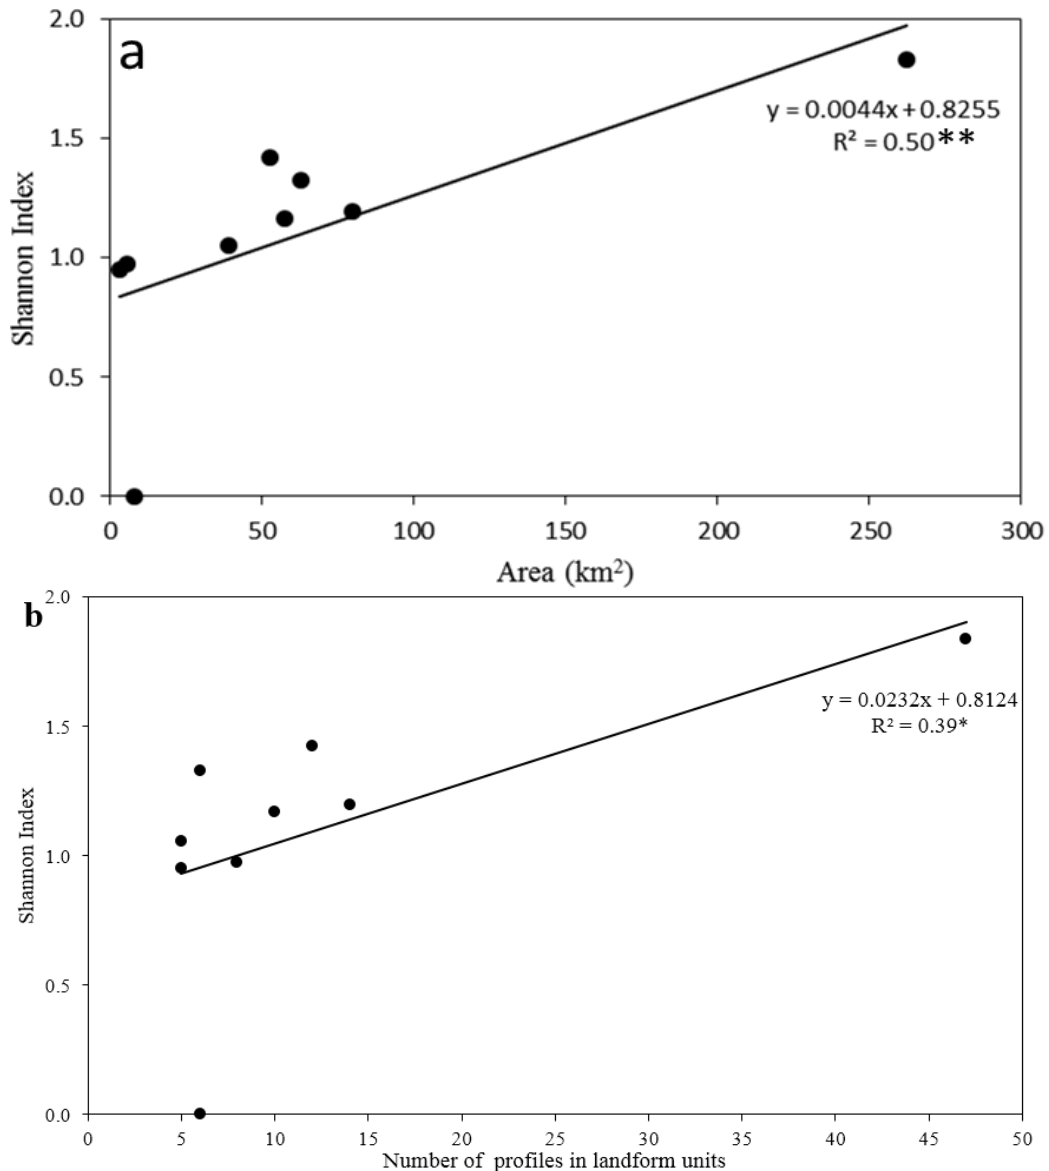 a
2.0
1.5
1.0
0.5
0.0
Shannon Index
y = 0.0044x + 0.8255
R² = 0.50**
0 50 100 150 200 250 300
Area (km²)
b
2.0
1.5
1.0
0.5
0.0
Shannon Index
y = 0.0232x + 0.8124
R² = 0.39*
0 5 10 15 20 25 30 35 40 45 50
Number of profiles in landform units